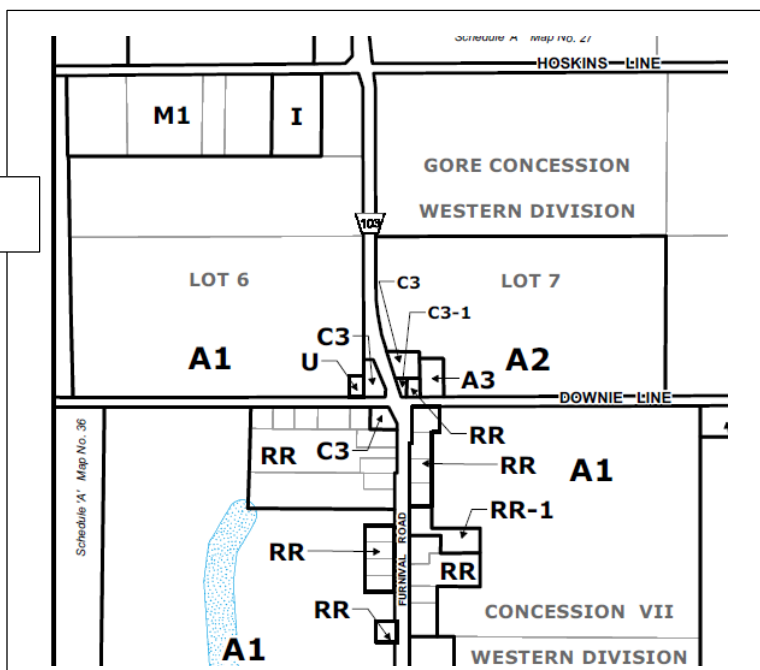 Schedule 'A' Map No. 27
HOSKINS LINE
M1
I
GORE CONCESSION
WESTERN DIVISION
103
LOT 6
C3
LOT 7
C3-1
C3
A1
U
A2
A3
DOWNIE LINE
Schedule 'A' Map No. 36
RR
C3
RR
RR
A1
RR-1
FURNIVAL ROAD
RR
RR
RR
CONCESSION VII
A1
WESTERN DIVISION